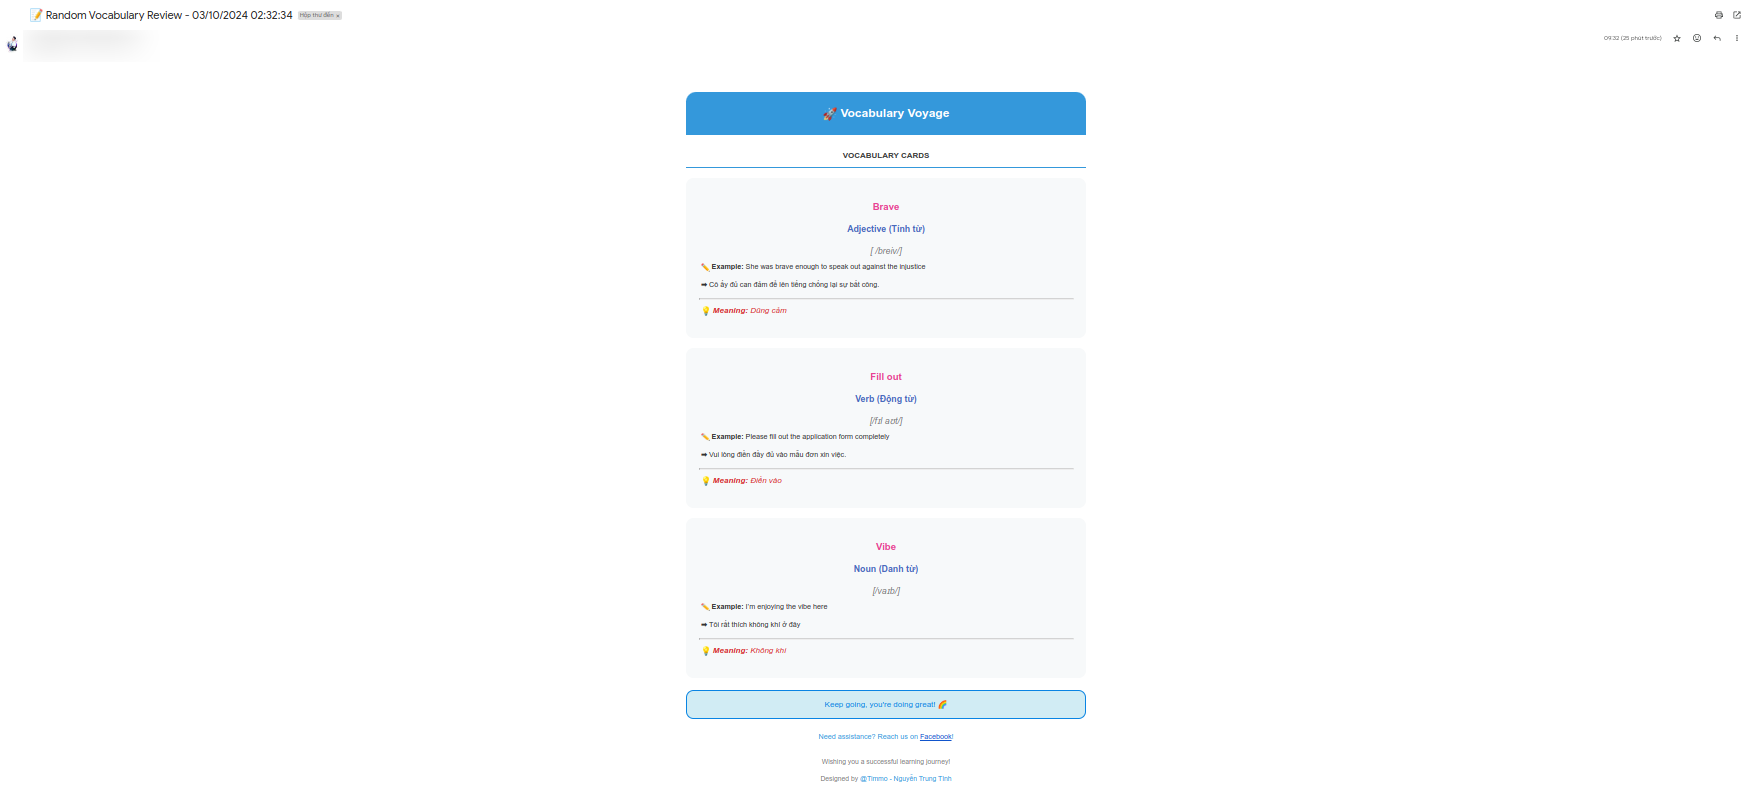 📝 Random Vocabulary Review - 03/10/2024 02:32:34 Hộp thư đến x
09:32 (25 phút trước)
🚀 Vocabulary Voyage
VOCABULARY CARDS
Brave
Adjective (Tính từ)
[ /breiv/]
✏️ Example: She was brave enough to speak out against the injustice
➡ Cô ấy đủ can đảm để lên tiếng chống lại sự bất công.
💡 Meaning: Dũng cảm
Fill out
Verb (Động từ)
[/fɪl aʊt/]
✏️ Example: Please fill out the application form completely
➡ Vui lòng điền đầy đủ vào mẫu đơn xin việc.
💡 Meaning: Điền vào
Vibe
Noun (Danh từ)
[/vaɪb/]
✏️ Example: I'm enjoying the vibe here
➡ Tôi rất thích không khí ở đây
💡 Meaning: Không khí
Keep going, you're doing great! 🌈
Need assistance? Reach us on Facebook!
Wishing you a successful learning journey!
Designed by @Timmo - Nguyễn Trung Tính